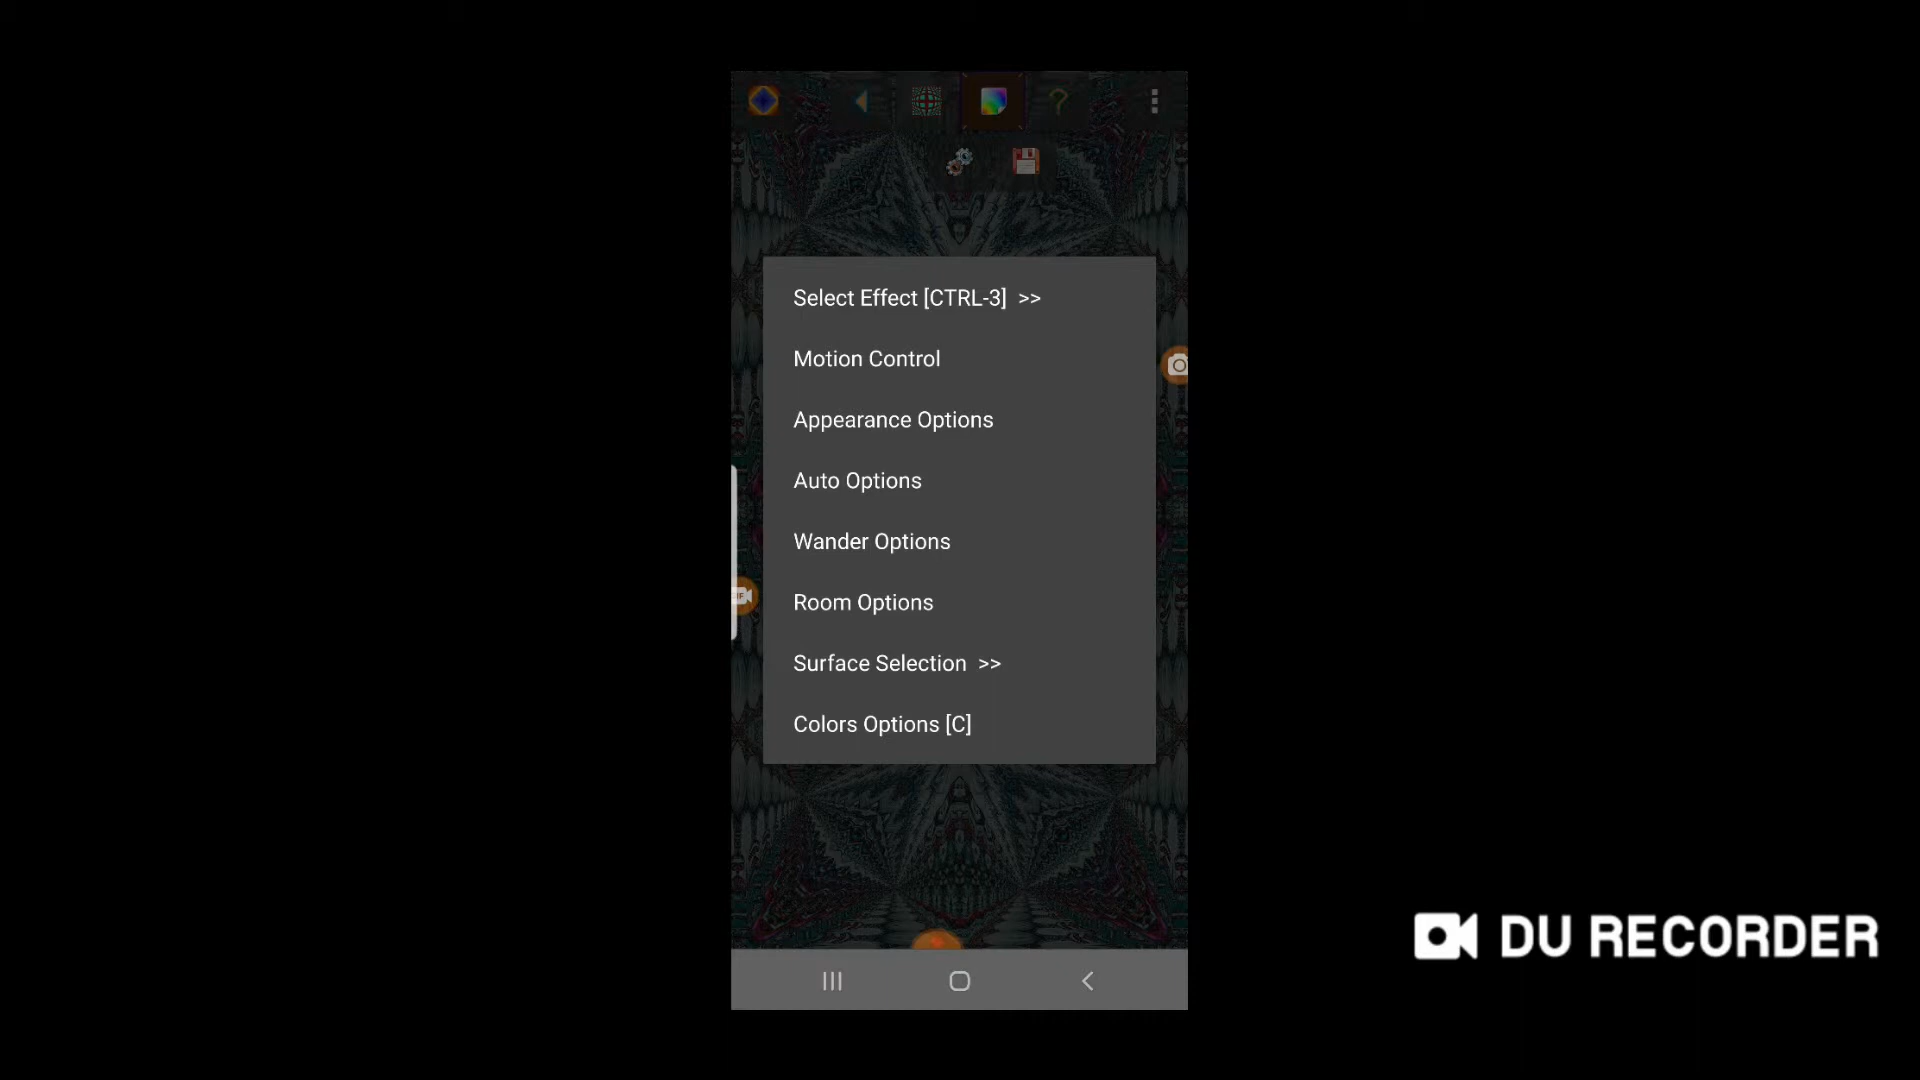 Select Effect [CTRL-3] >>
Motion Control
Appearance Options
Auto Options
Wander Options
Room Options
Surface Selection >>
Colors Options [C]
DU RECORDER